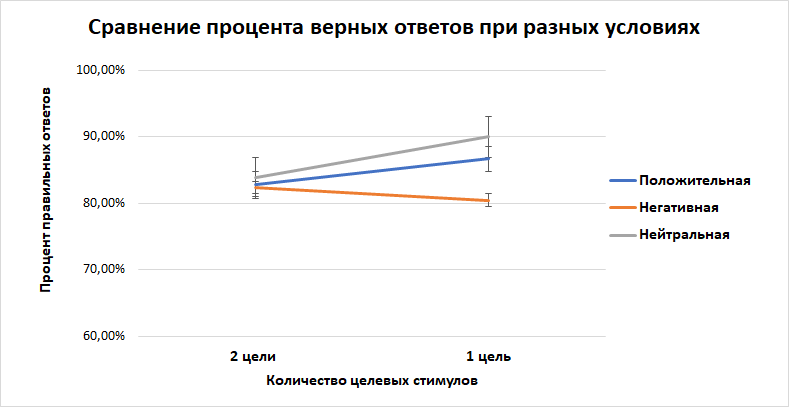 Сравнение процента верных ответов при разных условиях
Процент правильных ответов
100,00%
90,00%
80,00%
70,00%
60,00%
2 цели
1 цель
Количество целевых стимулов
Положительная
Негативная
Нейтральная